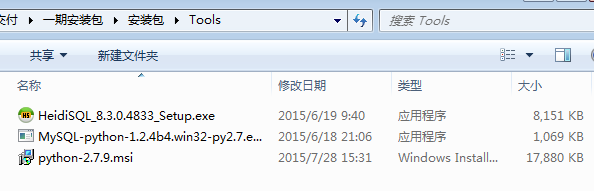 交付 ▸ 一期安装包 ▸ 安装包 ▸ Tools 搜索 Tools
共享 新建文件夹
名称 修改日期 类型 大小
HeidiSQL_8.3.0.4833_Setup.exe 2015/6/19 9:40 应用程序 8,151 KB
MySQL-python-1.2.4b4.win32-py2.7.e... 2015/6/18 21:06 应用程序 1,069 KB
python-2.7.9.msi 2015/7/28 15:31 Windows Install... 17,880 KB